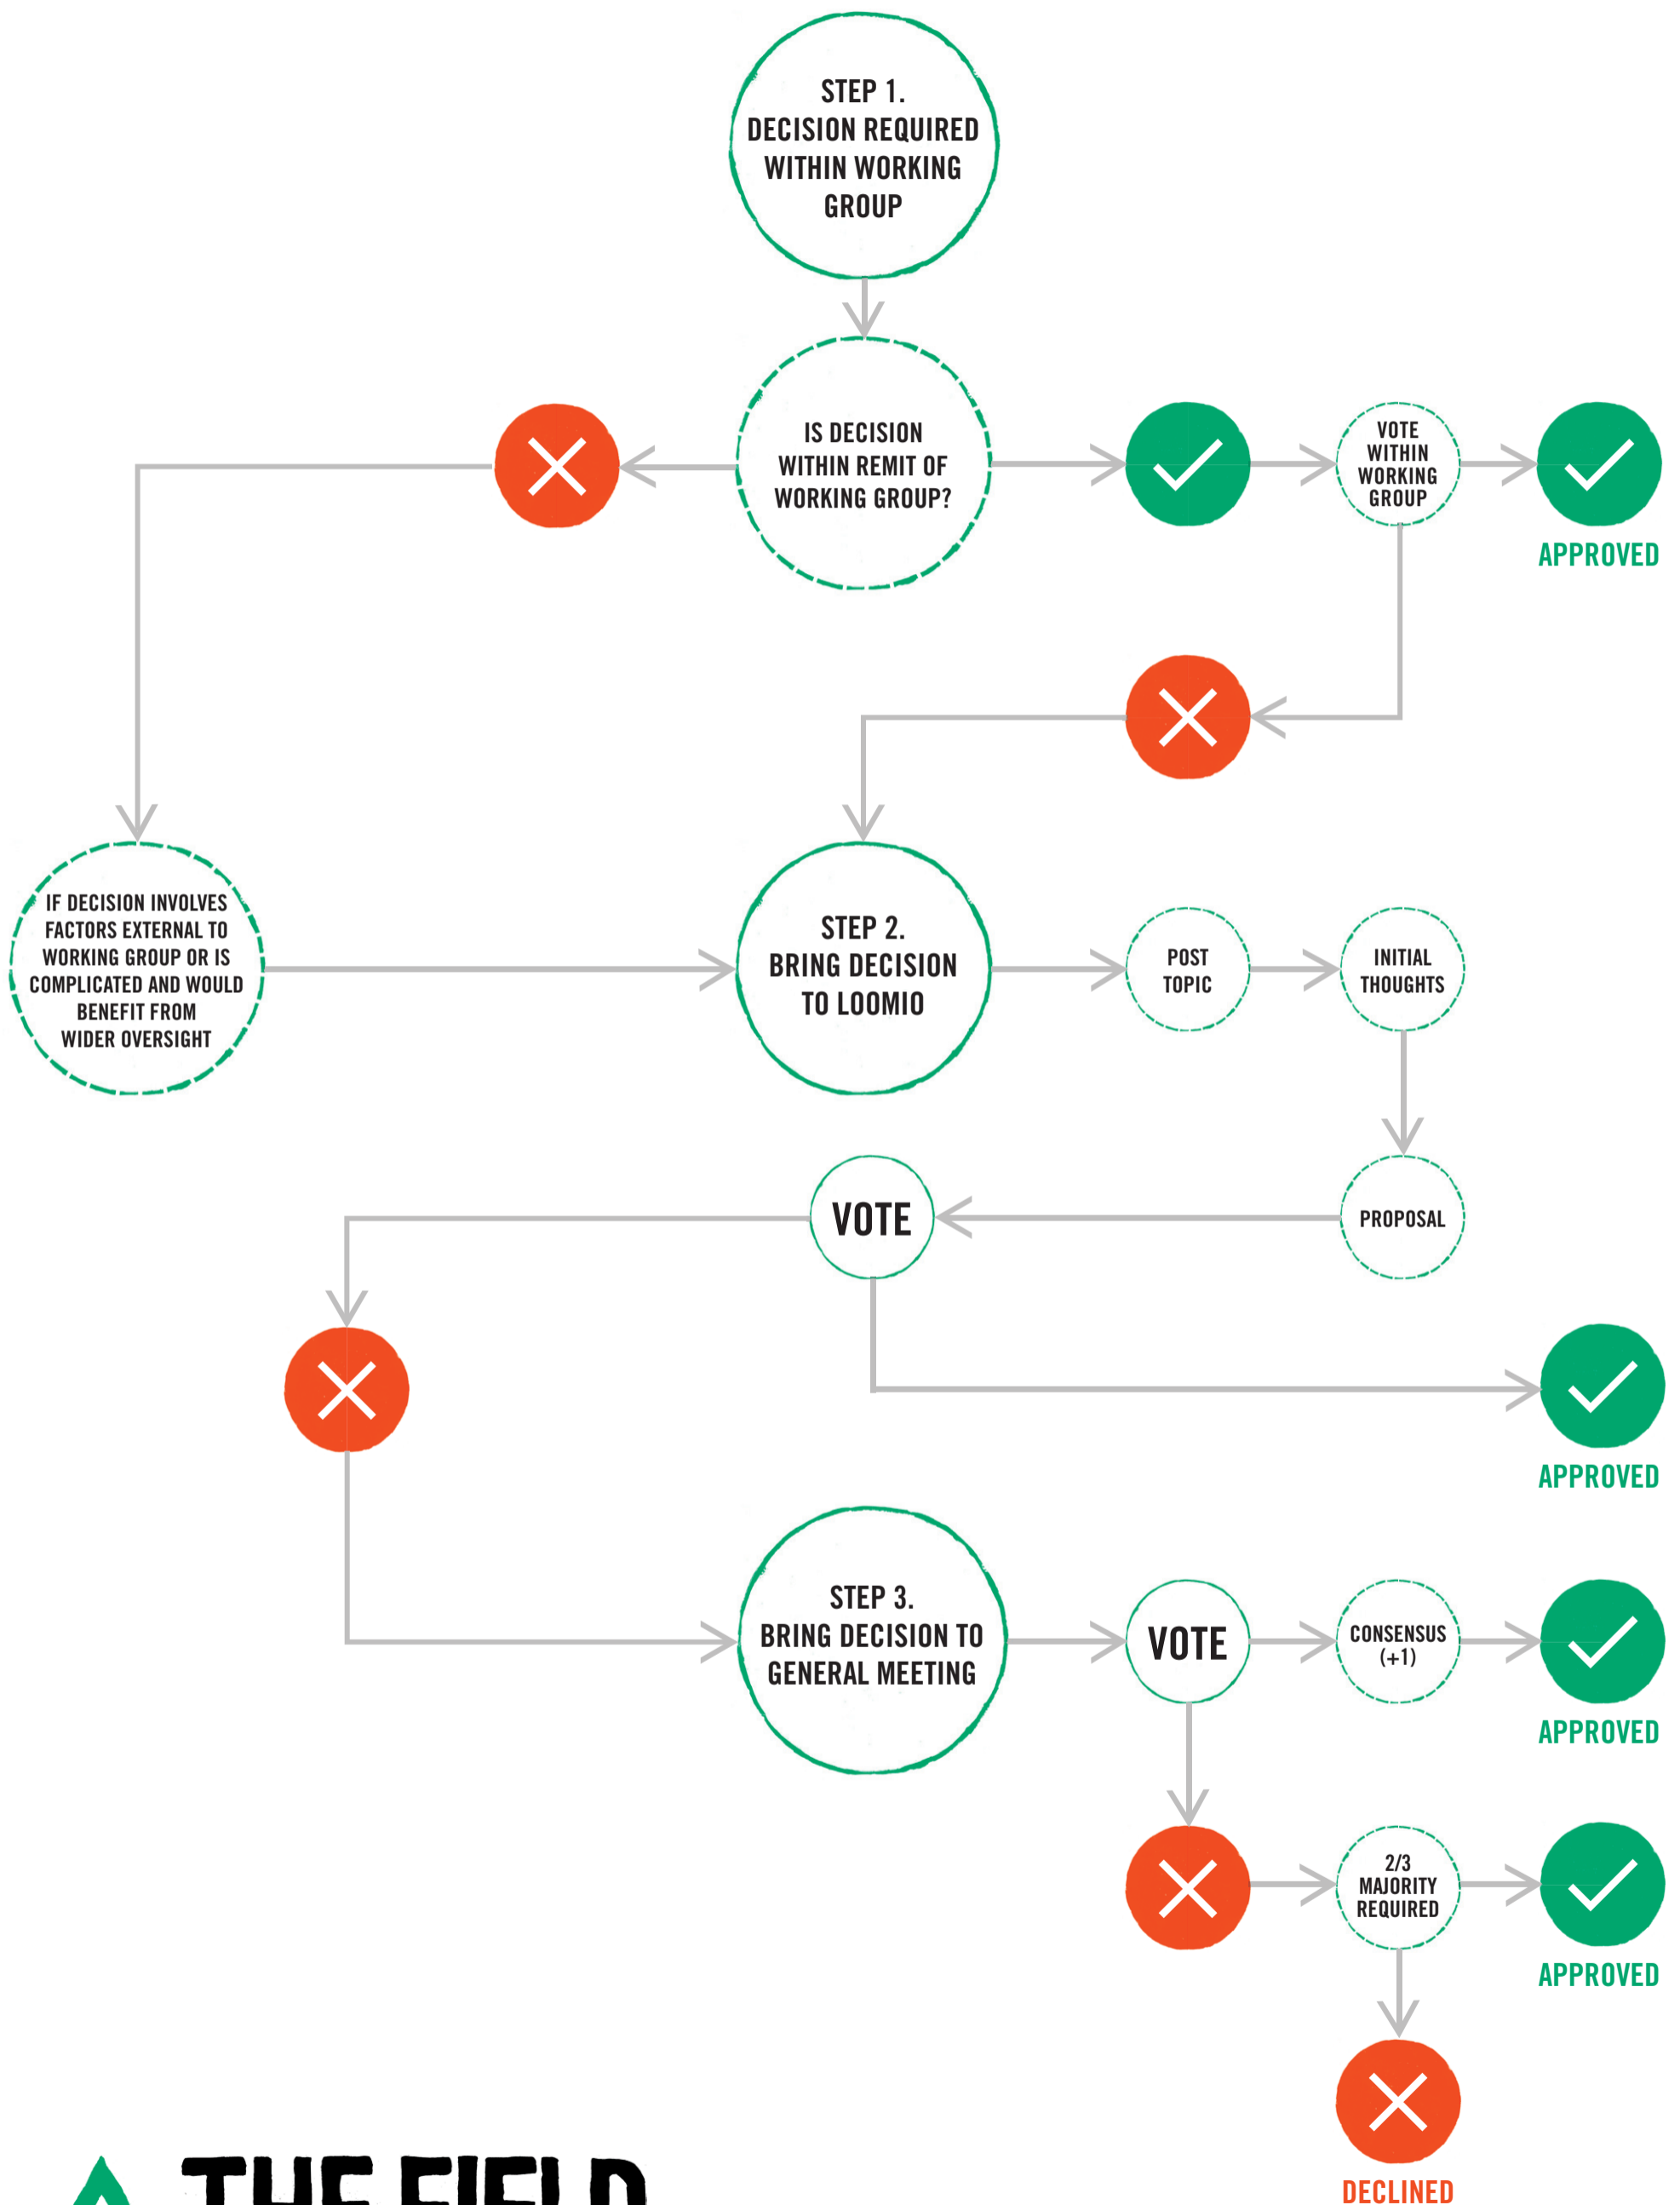 STEP 1.
DECISION REQUIRED
WITHIN WORKING
GROUP
IS DECISION
WITHIN REMIT OF
WORKING GROUP?
VOTE
WITHIN
WORKING
GROUP
APPROVED
IF DECISION INVOLVES
FACTORS EXTERNAL TO
WORKING GROUP OR IS
COMPLICATED AND WOULD
BENEFIT FROM
WIDER OVERSIGHT
STEP 2.
BRING DECISION
TO LOOMIO
POST
TOPIC
INITIAL
THOUGHTS
VOTE
PROPOSAL
APPROVED
STEP 3.
BRING DECISION TO
GENERAL MEETING
VOTE
CONSENSUS
(+1)
APPROVED
2/3
MAJORITY
REQUIRED
APPROVED
DECLINED
THE FIELD